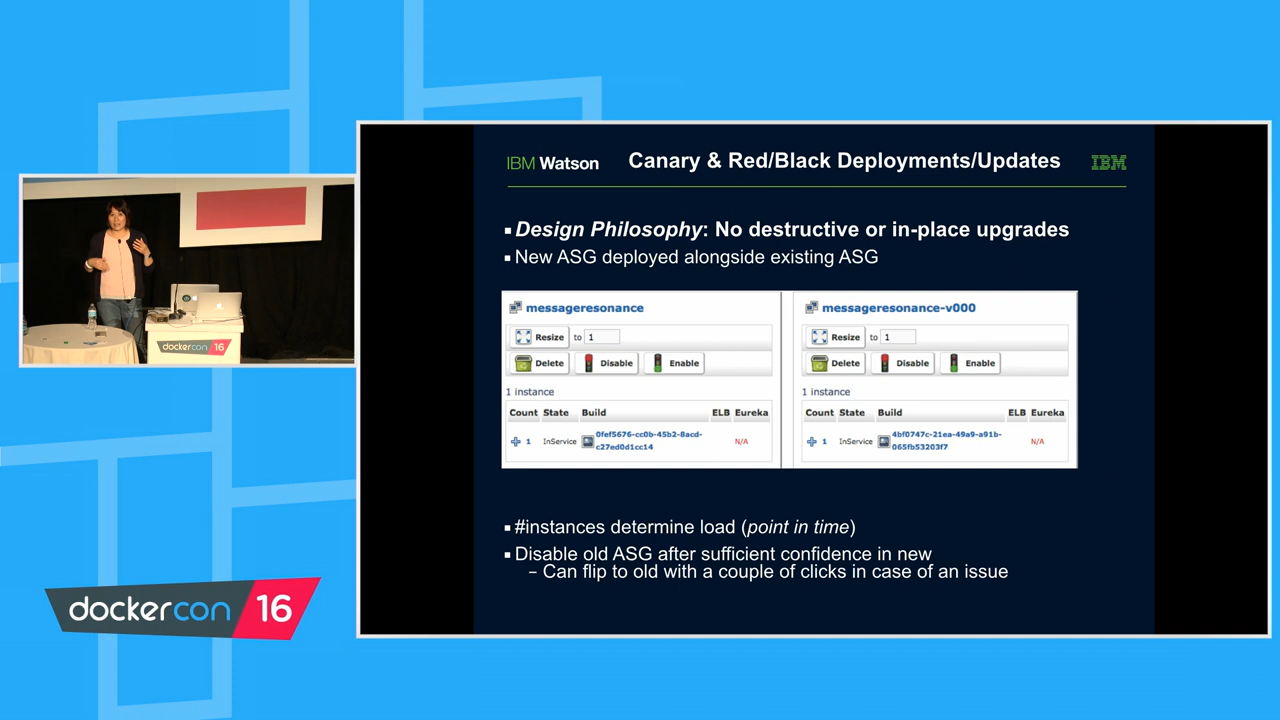 IBM Watson
Canary & Red/Black Deployments/Updates
IBM
▪ Design Philosophy: No destructive or in-place upgrades
▪ New ASG deployed alongside existing ASG
messageresonance
Resize to 1
Delete Disable Enable
1 instance
Count State Build ELB Eureka
1 InService 0fef5676-cc0b-45b2-8acd-
c27ed0d1cc14
N/A
messageresonance-v000
Resize to 1
Delete Disable Enable
1 instance
Count State Build ELB Eureka
1 InService 4bf0747c-21ea-49a9-a91b-
065fb53203f7
N/A
▪ #instances determine load (point in time)
▪ Disable old ASG after sufficient confidence in new
– Can flip to old with a couple of clicks in case of an issue
dockercon 16
dockercon 16